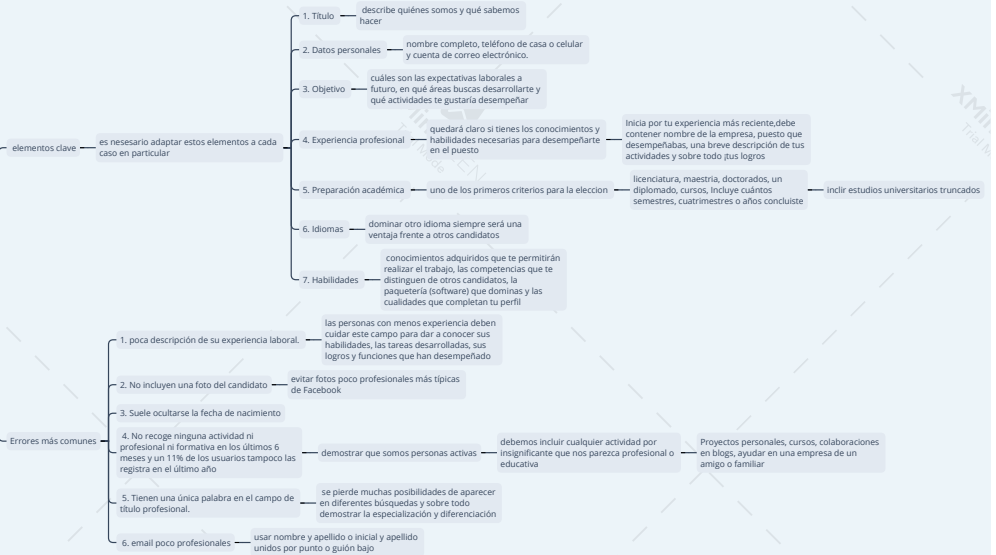 elementos clave
es nesesario adaptar estos elementos a cada
caso en particular
1. Título
describe quiénes somos y qué sabemos
hacer
2. Datos personales
nombre completo, teléfono de casa o celular
y cuenta de correo electrónico.
3. Objetivo
cuáles son las expectativas laborales a
futuro, en qué áreas buscas desarrollarte y
qué actividades te gustaría desempeñar
4. Experiencia profesional
quedará claro si tienes los conocimientos y
habilidades necesarias para desempeñarte
en el puesto
Inicia por tu experiencia más reciente,debe
contener nombre de la empresa, puesto que
desempeñabas, una breve descripción de tus
actividades y sobre todo ¡tus logros
5. Preparación académica
uno de los primeros criterios para la eleccion
licenciatura, maestria, doctorados, un
diplomado, cursos, Incluye cuántos
semestres, cuatrimestres o años concluiste
inclir estudios universitarios truncados
6. Idiomas
dominar otro idioma siempre será una
ventaja frente a otros candidatos
7. Habilidades
conocimientos adquiridos que te permitirán
realizar el trabajo, las competencias que te
distinguen de otros candidatos, la
paquetería (software) que dominas y las
cualidades que completan tu perfil
Errores más comunes
1. poca descripción de su experiencia laboral.
las personas con menos experiencia deben
cuidar este campo para dar a conocer sus
habilidades, las tareas desarrolladas, sus
logros y funciones que han desempeñado
2. No incluyen una foto del candidato
evitar fotos poco profesionales más típicas
de Facebook
3. Suele ocultarse la fecha de nacimiento
4. No recoge ninguna actividad ni
profesional ni formativa en los últimos 6
meses y un 11% de los usuarios tampoco las
registra en el último año
demostrar que somos personas activas
debemos incluir cualquier actividad por
insignificante que nos parezca profesional o
educativa
Proyectos personales, cursos, colaboraciones
en blogs, ayudar en una empresa de un
amigo o familiar
5. Tienen una única palabra en el campo de
título profesional.
se pierde muchas posibilidades de aparecer
en diferentes búsquedas y sobre todo
demostrar la especialización y diferenciación
6. email poco profesionales
usar nombre y apellido o inicial y apellido
unidos por punto o guión bajo